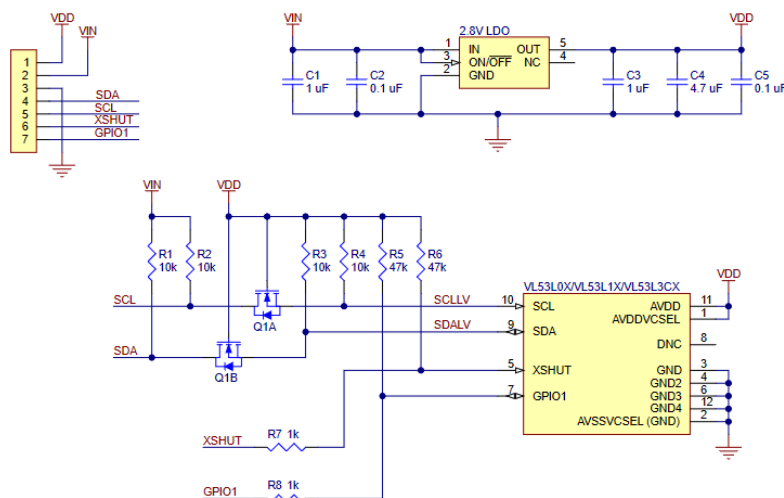 VDD
VIN
1
2
3
4 SDA
5 SCL
6 XSHUT
7 GPIO1
VIN
2.8V LDO
VDD
1 IN OUT 5
3 ON/OFF NC 4
2 GND
C1
1 uF
C2
0.1 uF
C3
1 uF
C4
4.7 uF
C5
0.1 uF
VIN
VDD
R1
10k
R2
10k
R3
10k
R4
10k
R5
47k
R6
47k
SCL
Q1A
SCLLV
SDALV
SDA
Q1B
VL53L0X/VL53L1X/VL53L3CX
VDD
10 SCL
9 SDA
5 XSHUT
7 GPIO1
AVDD 11
AVDDVCSEL 1
DNC 8
GND 3
GND2 4
GND3 6
GND4 12
AVSSVCSEL (GND) 2
XSHUT
R7 1k
GPIO1
R8 1k